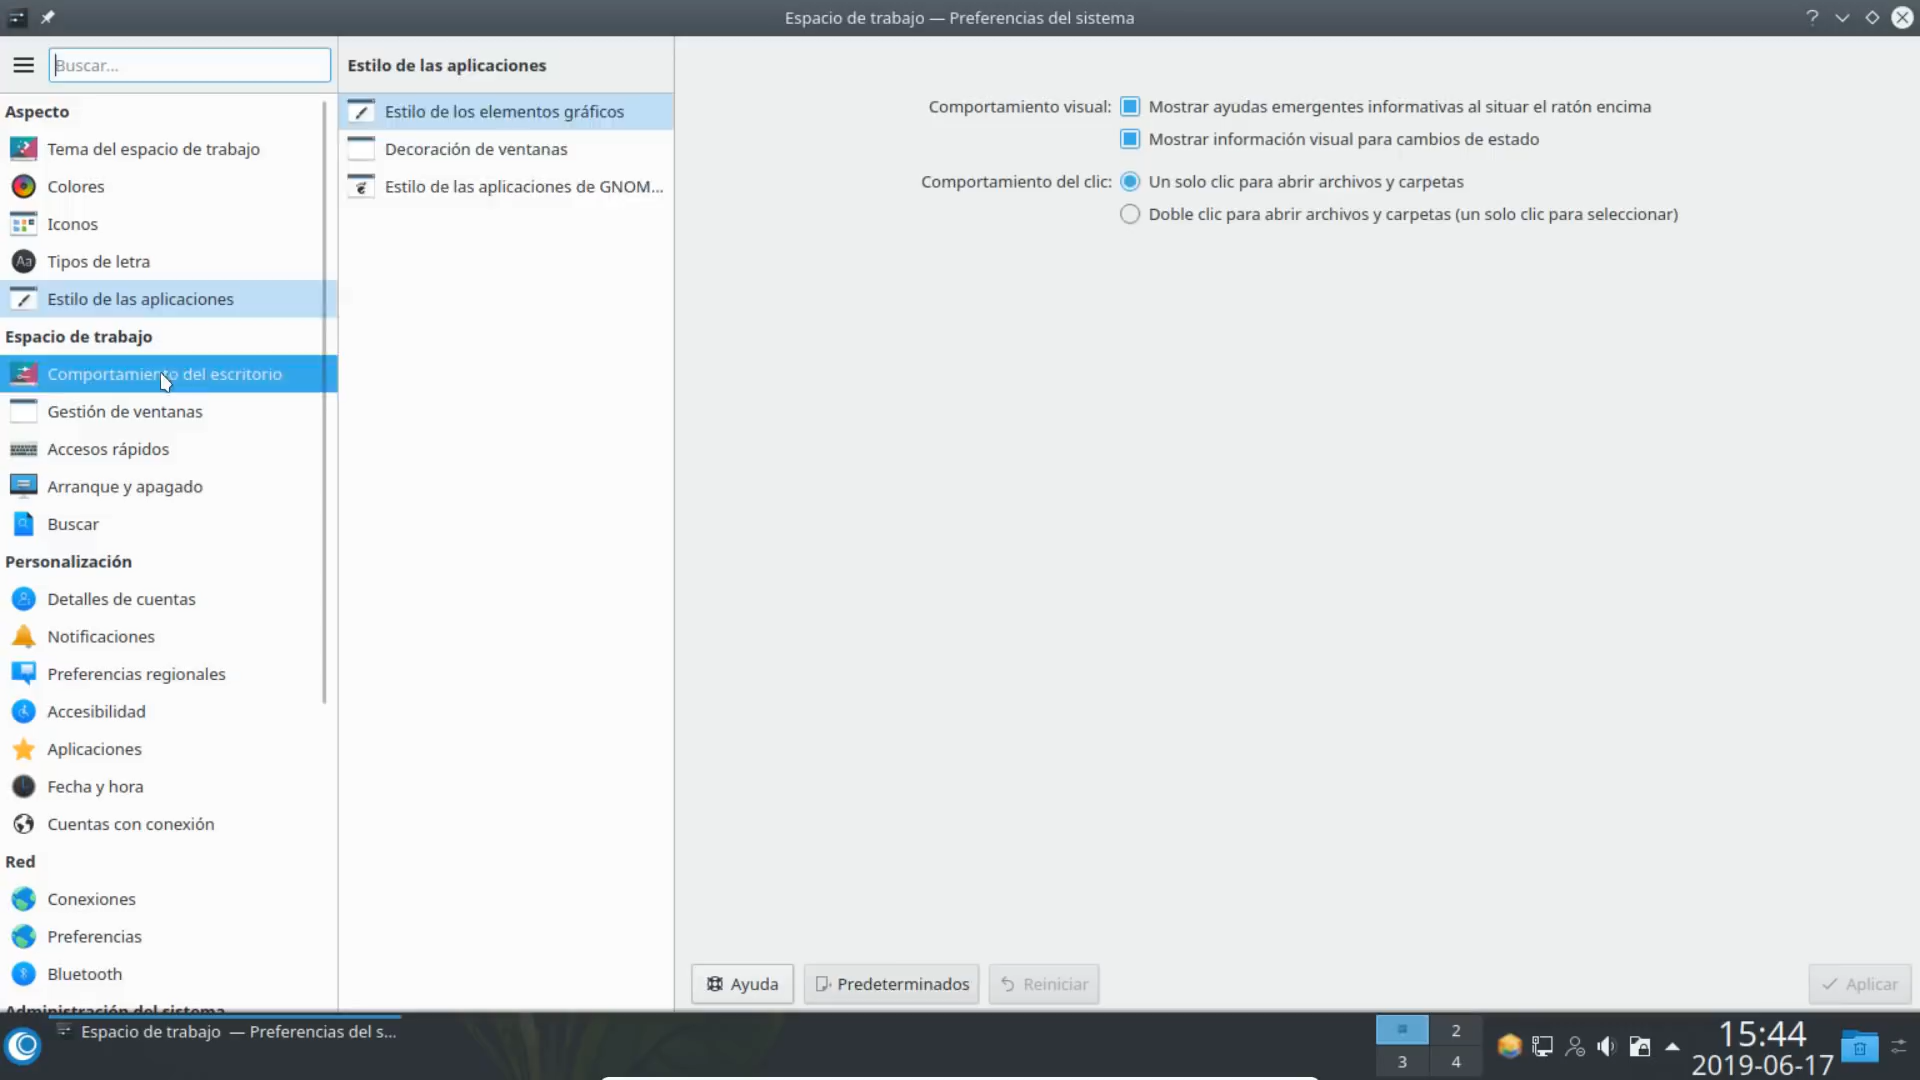 Espacio de trabajo — Preferencias del sistema
Buscar...
Aspecto
Tema del espacio de trabajo
Colores
Iconos
Tipos de letra
Estilo de las aplicaciones
Espacio de trabajo
Comportamiento del escritorio
Gestión de ventanas
Accesos rápidos
Arranque y apagado
Buscar
Personalización
Detalles de cuentas
Notificaciones
Preferencias regionales
Accesibilidad
Aplicaciones
Fecha y hora
Cuentas con conexión
Red
Conexiones
Preferencias
Bluetooth
Administración del sistema
Estilo de las aplicaciones
Estilo de los elementos gráficos
Decoración de ventanas
Estilo de las aplicaciones de GNOM...
Comportamiento visual: Mostrar ayudas emergentes informativas al situar el ratón encima
Mostrar información visual para cambios de estado
Comportamiento del clic: Un solo clic para abrir archivos y carpetas
Doble clic para abrir archivos y carpetas (un solo clic para seleccionar)
Ayuda
Predeterminados
Reiniciar
Aplicar
Espacio de trabajo — Preferencias del s...
2
3 4
15:44
2019-06-17